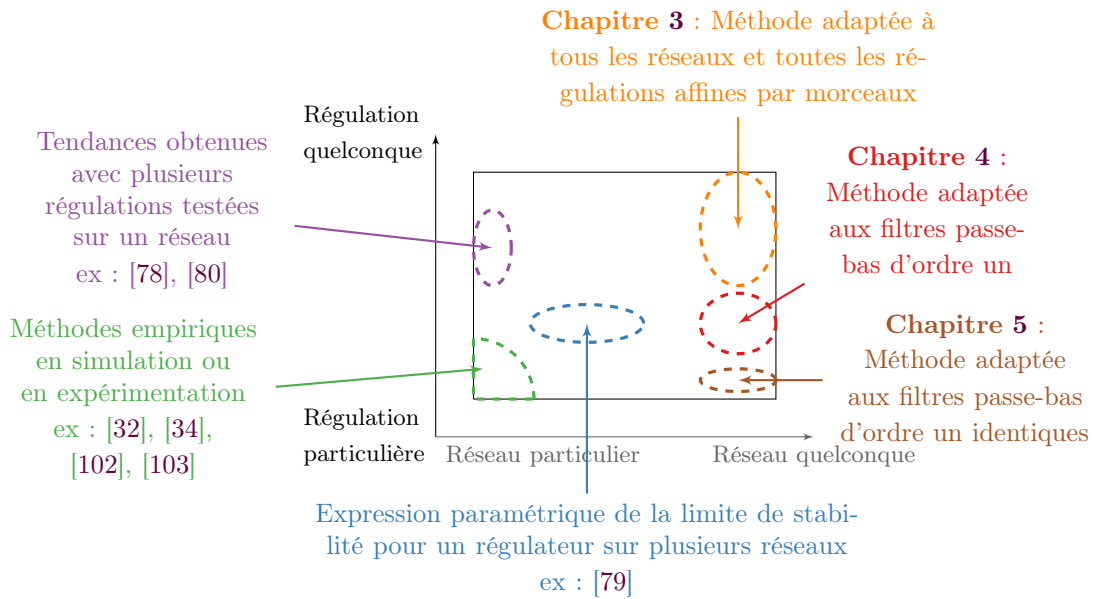 Chapitre 3 : Méthode adaptée à
tous les réseaux et toutes les ré-
gulations affines par morceaux
Régulation
quelconque
Tendances obtenues
avec plusieurs
régulations testées
sur un réseau
ex : [78], [80]
Chapitre 4 :
Méthode adaptée
aux filtres passe-
bas d'ordre un
Méthodes empiriques
en simulation ou
en expérimentation
ex : [32], [34],
[102], [103]
Chapitre 5 :
Méthode adaptée
aux filtres passe-bas
d'ordre un identiques
Régulation
particulière
Réseau particulier
Réseau quelconque
Expression paramétrique de la limite de stabi-
lité pour un régulateur sur plusieurs réseaux
ex : [79]